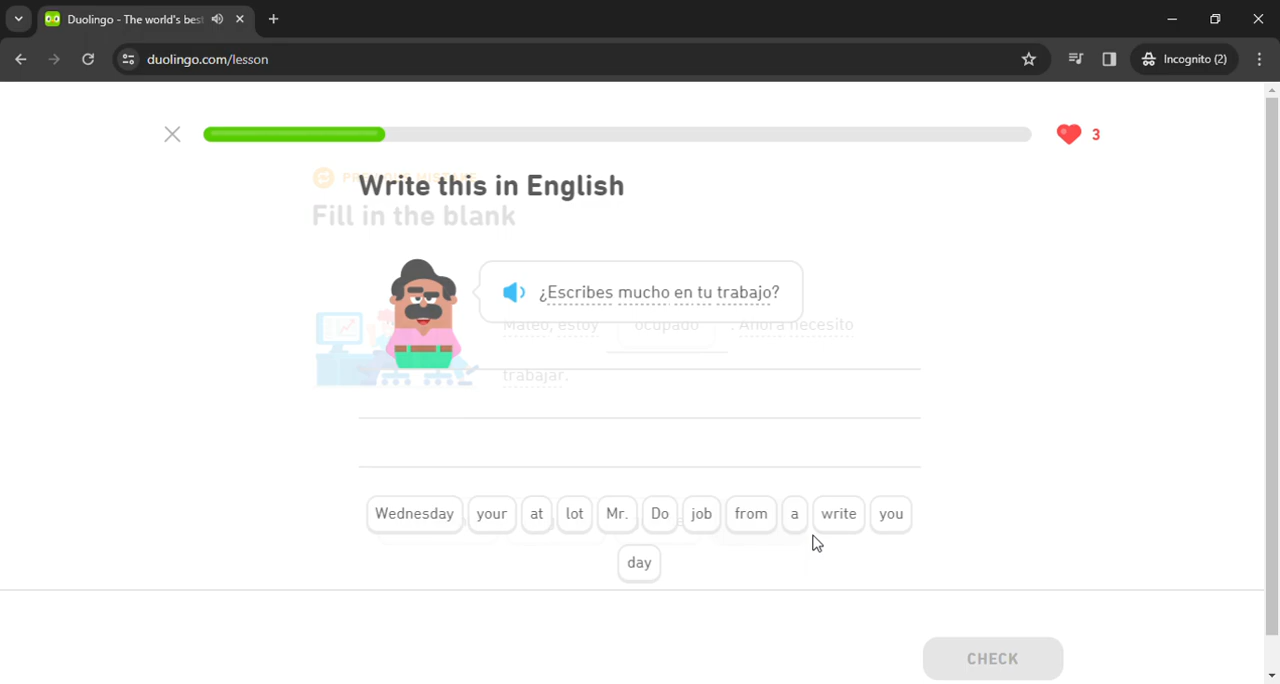 Duolingo - The world's best
duolingo.com/lesson
Incognito (2)
3
Write this in English
Fill in the blank
¿Escribes mucho en tu trabajo?
Mateo, estoy ocupado . Ahora necesito
trabajar.
Wednesday your at lot Mr. Do job from a write you
day
CHECK